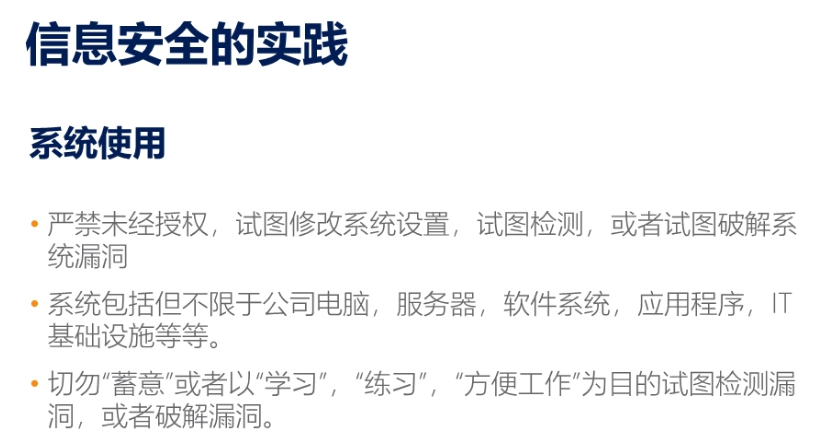 信息安全的实践
系统使用
• 严禁未经授权，试图修改系统设置，试图检测，或者试图破解系
统漏洞
• 系统包括但不限于公司电脑，服务器，软件系统，应用程序，IT
基础设施等等。
• 切勿“蓄意”或者以“学习”，“练习”，“方便工作”为目的试图检测漏
洞，或者破解漏洞。